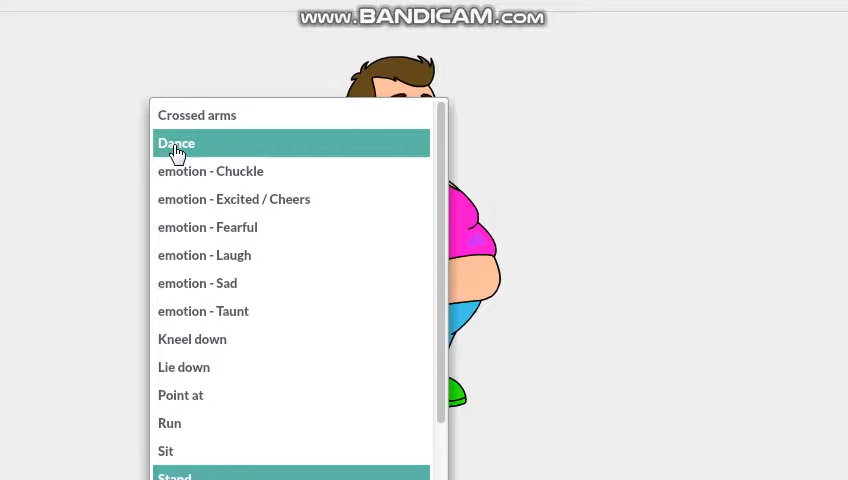 www.BANDICAM.com
Crossed arms
Dance
emotion - Chuckle
emotion - Excited / Cheers
emotion - Fearful
emotion - Laugh
emotion - Sad
emotion - Taunt
Kneel down
Lie down
Point at
Run
Sit
Stand